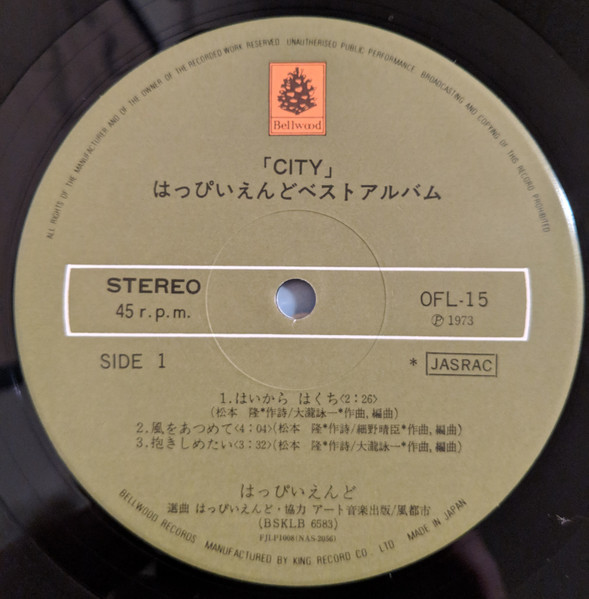 ALL RIGHTS OF THE MANUFACTURER AND OF THE OWNER OF THE RECORDED WORK RESERVED UNAUTHORISED PUBLIC PERFORMANCE BROADCASTING AND COPYING OF THIS RECORD PROHIBITED
Bellwood
「CITY」
はっぴいえんどベストアルバム
STEREO
45 r.p.m.
OFL-15
Ⓟ 1973
SIDE 1
* JASRAC
1.はいから はくち<2:26>
(松本 隆*作詩/大瀧詠一*作曲,編曲)
2.風をあつめて<4:04>(松本 隆*作詩/細野晴臣*作曲,編曲)
3.抱きしめたい<3:32>(松本 隆*作詩/大瀧詠一*作曲,編曲)
はっぴいえんど
選曲 はっぴいえんど・協力 アート音楽出版/風都市
(BSKLB 6583)
BELLWOOD RECORDS MANUFACTURED BY KING RECORD CO., LTD MADE IN JAPAN